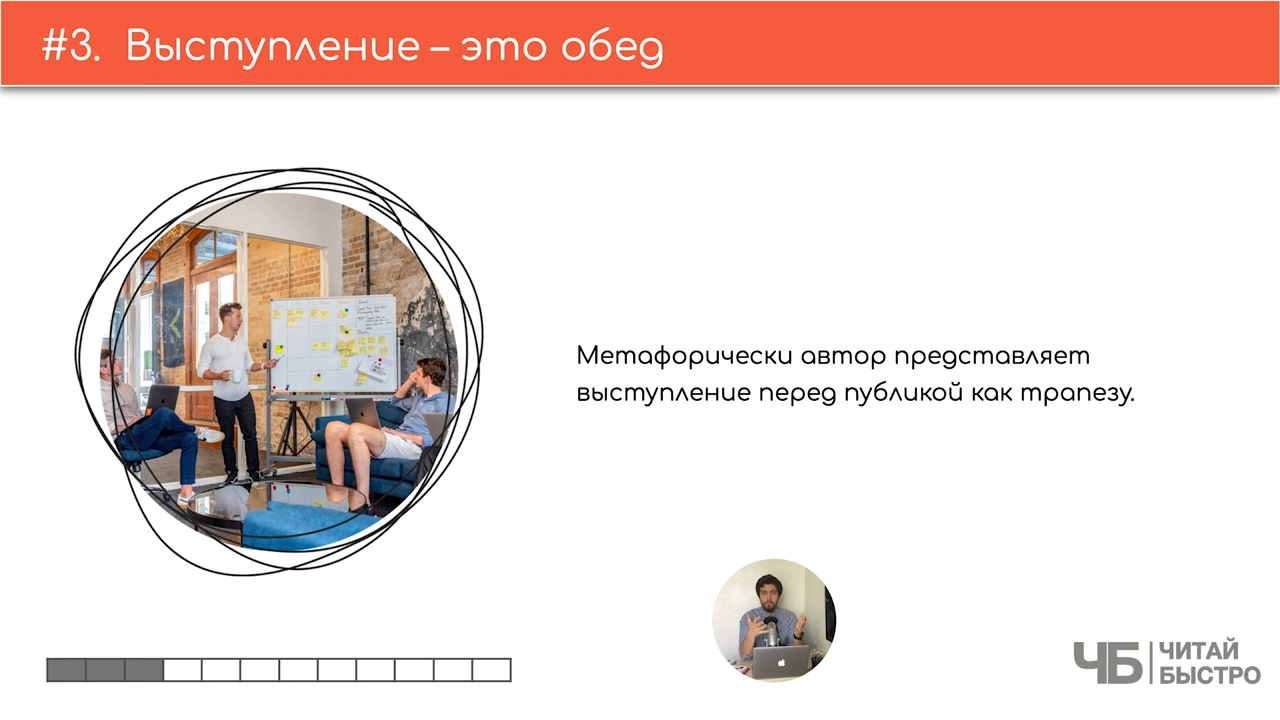 #3. Выступление – это обед
Метафорически автор представляет
выступление перед публикой как трапезу.
ЧБ
ЧИТАЙ
БЫСТРО